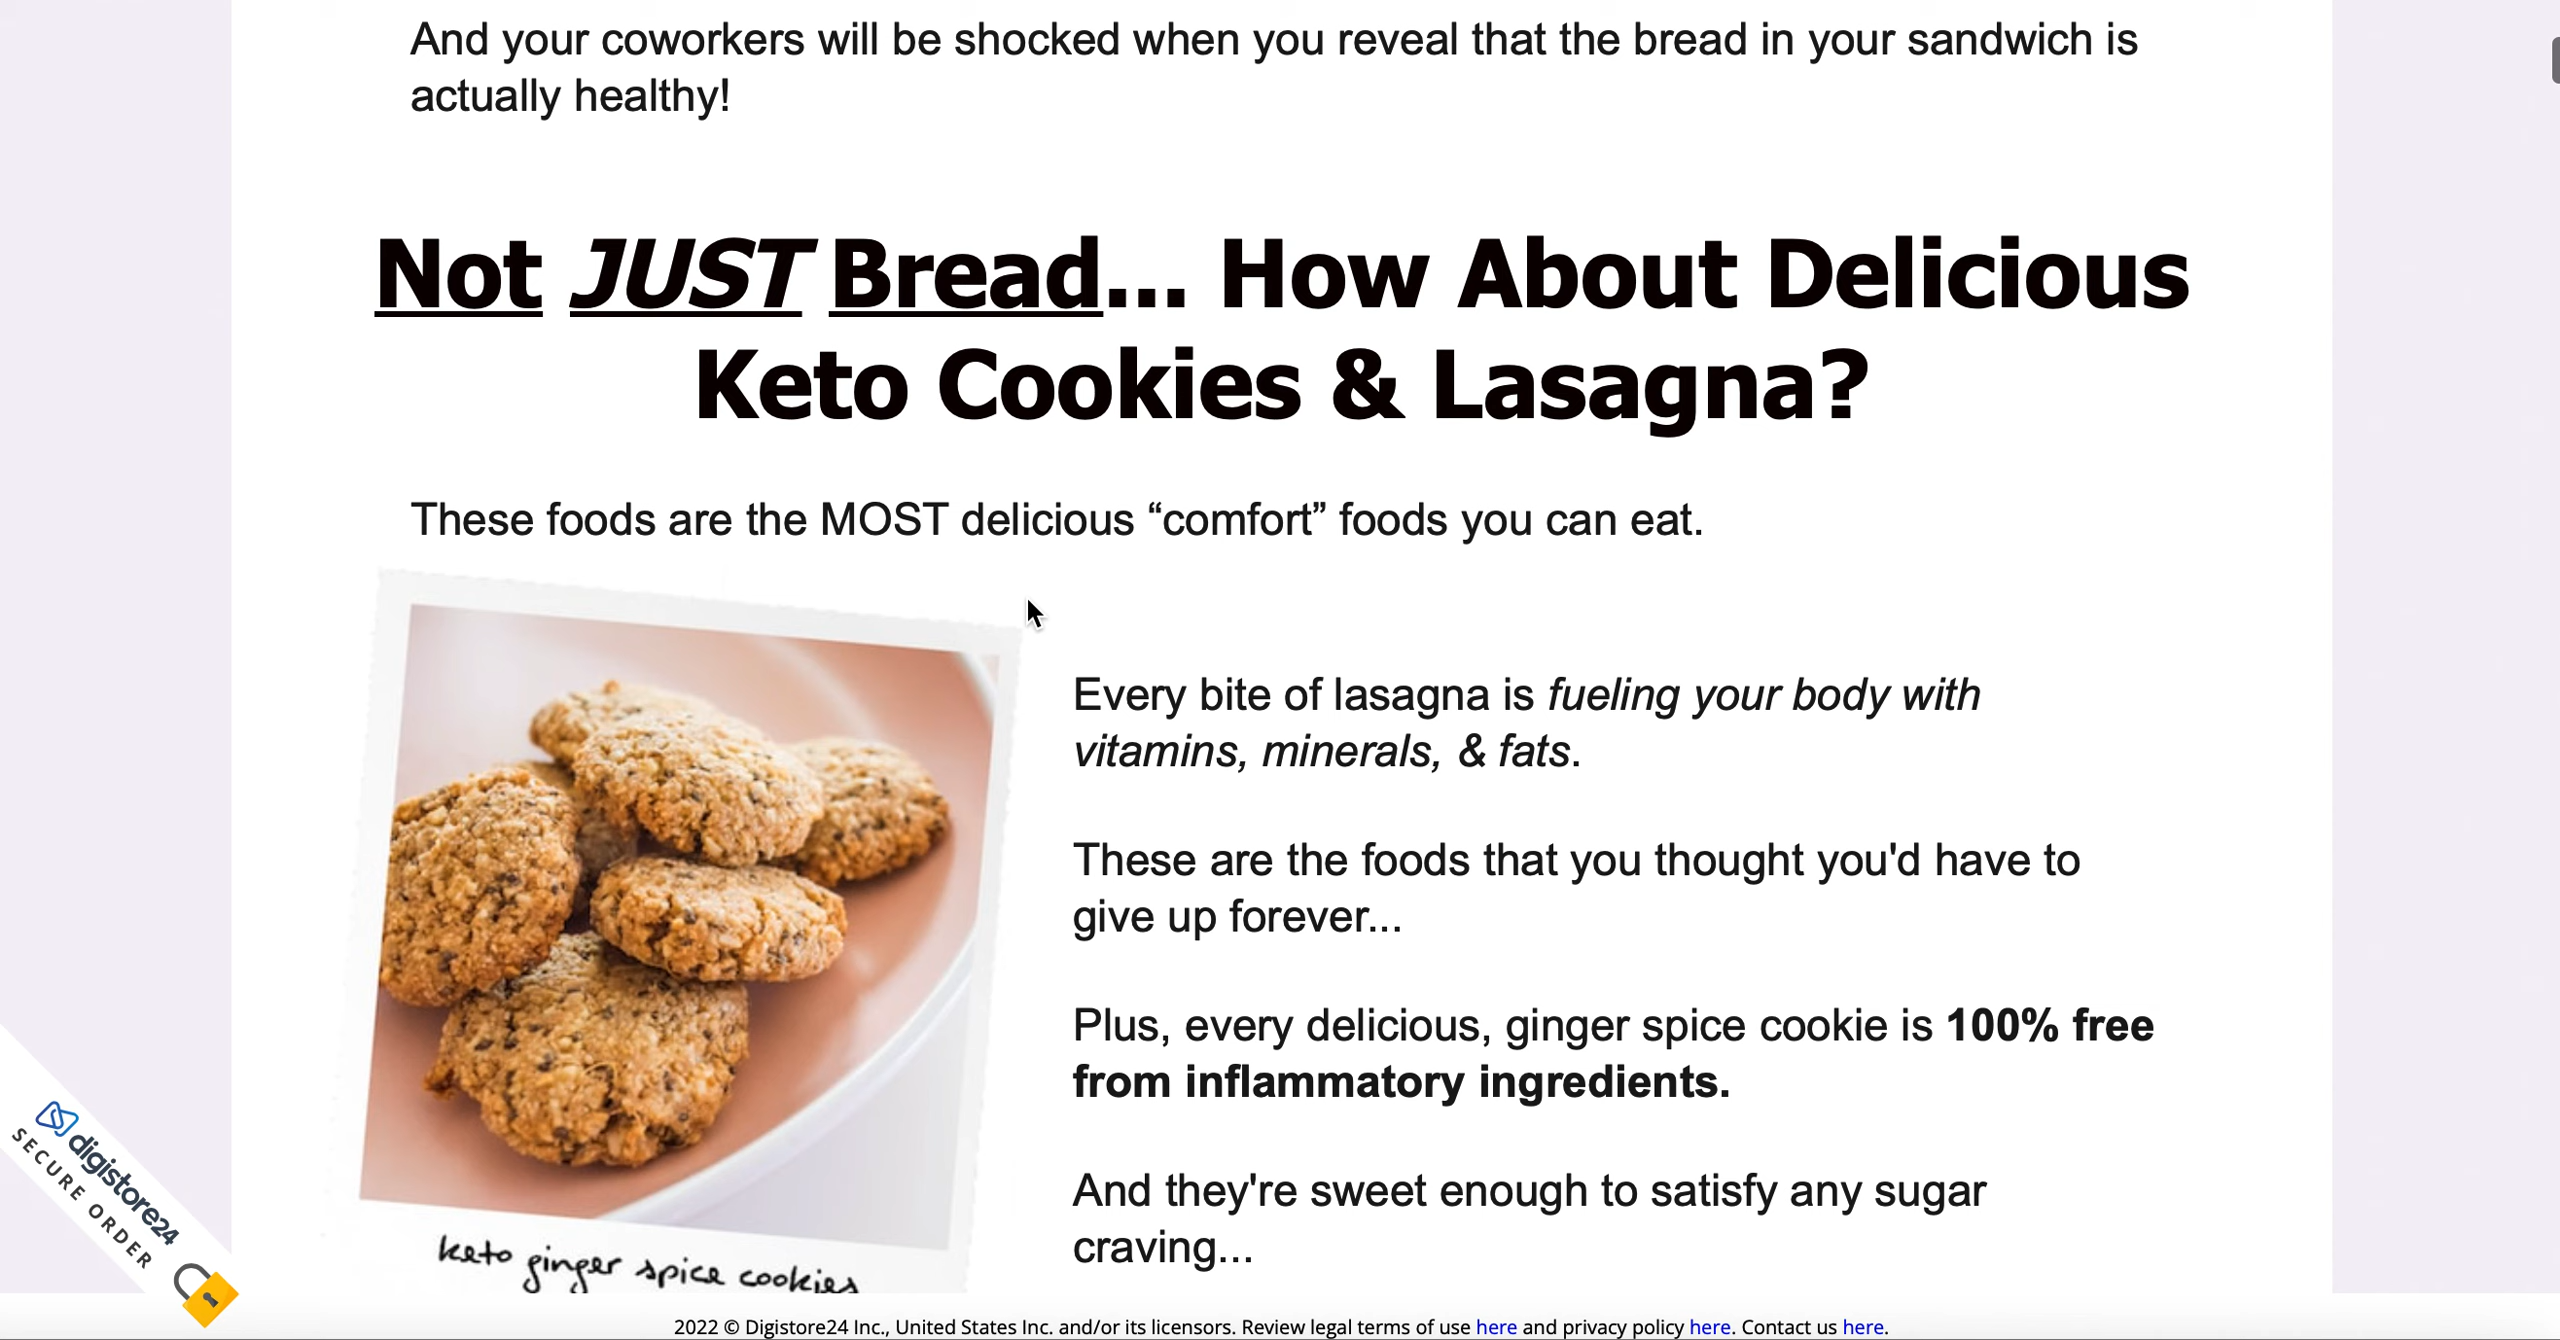 And your coworkers will be shocked when you reveal that the bread in your sandwich is
actually healthy!
Not JUST Bread... How About Delicious
Keto Cookies & Lasagna?
These foods are the MOST delicious “comfort” foods you can eat.
Every bite of lasagna is fueling your body with
vitamins, minerals, & fats.
These are the foods that you thought you'd have to
give up forever...
Plus, every delicious, ginger spice cookie is 100% free
from inflammatory ingredients.
And they're sweet enough to satisfy any sugar
craving...
keto ginger spice cookies
digistore24
SECURE ORDER
2022 © Digistore24 Inc., United States Inc. and/or its licensors. Review legal terms of use here and privacy policy here. Contact us here.